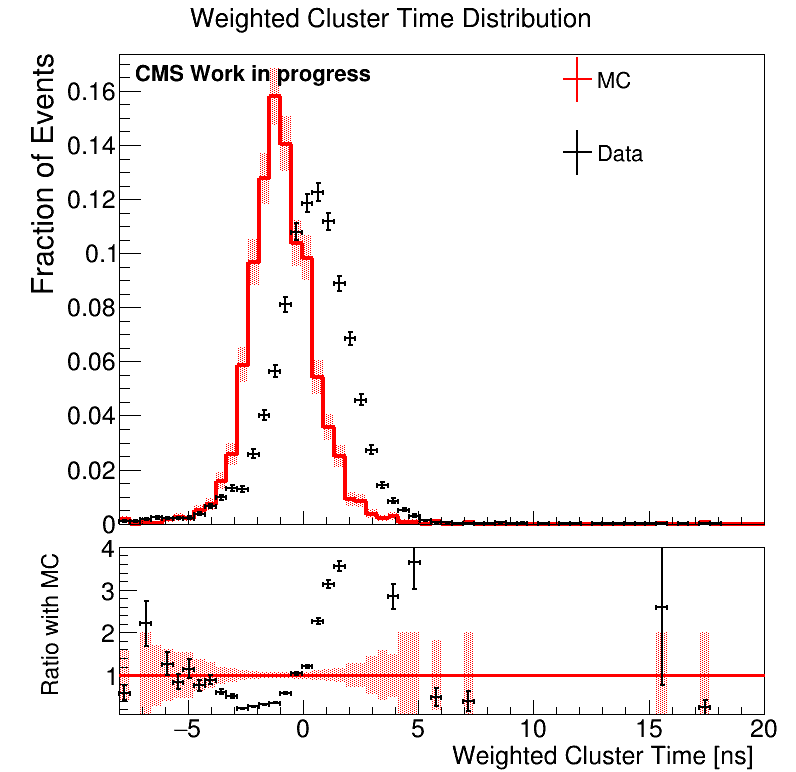 Weighted Cluster Time Distribution
CMS Work in progress
MC
Data
Fraction of Events
0.16
0.14
0.12
0.1
0.08
0.06
0.04
0.02
0
Ratio with MC
4
3
2
1
−5
0
5
10
15
20
Weighted Cluster Time [ns]